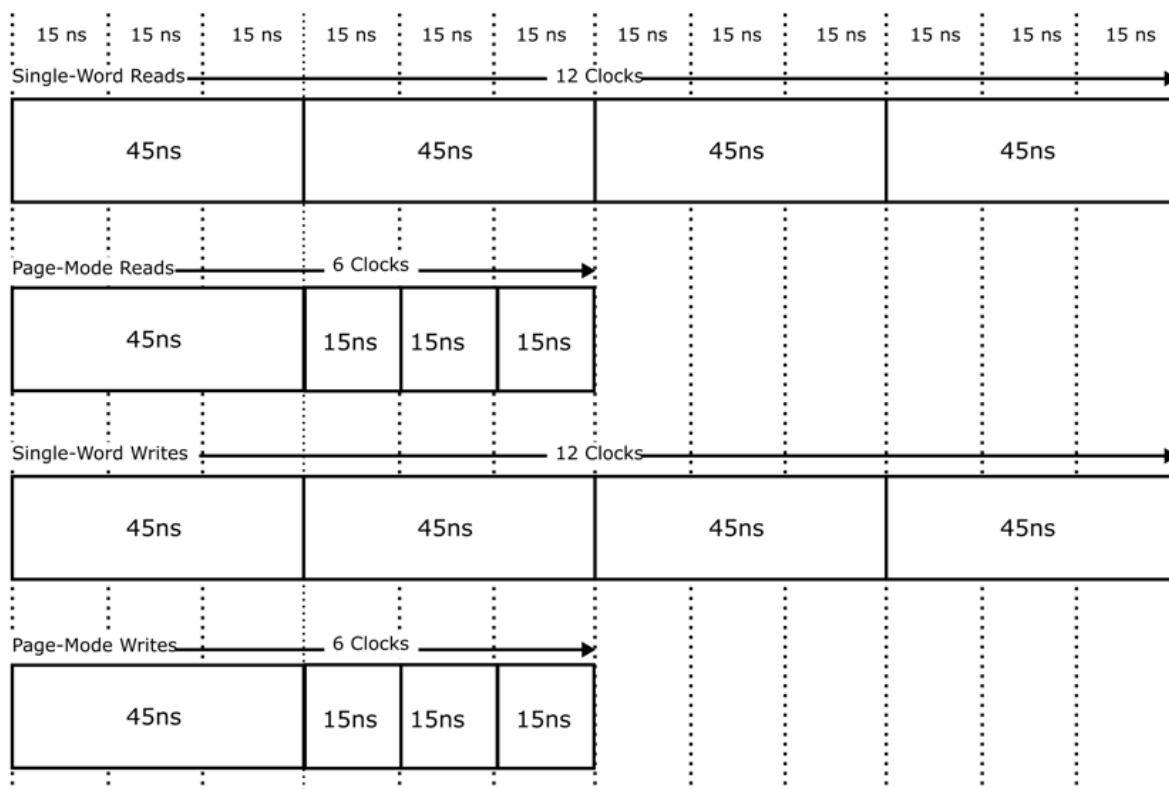 15 ns 15 ns 15 ns 15 ns 15 ns 15 ns 15 ns 15 ns 15 ns 15 ns 15 ns 15 ns
Single-Word Reads 12 Clocks
45ns 45ns 45ns 45ns
Page-Mode Reads 6 Clocks
45ns 15ns 15ns 15ns
Single-Word Writes 12 Clocks
45ns 45ns 45ns 45ns
Page-Mode Writes 6 Clocks
45ns 15ns 15ns 15ns